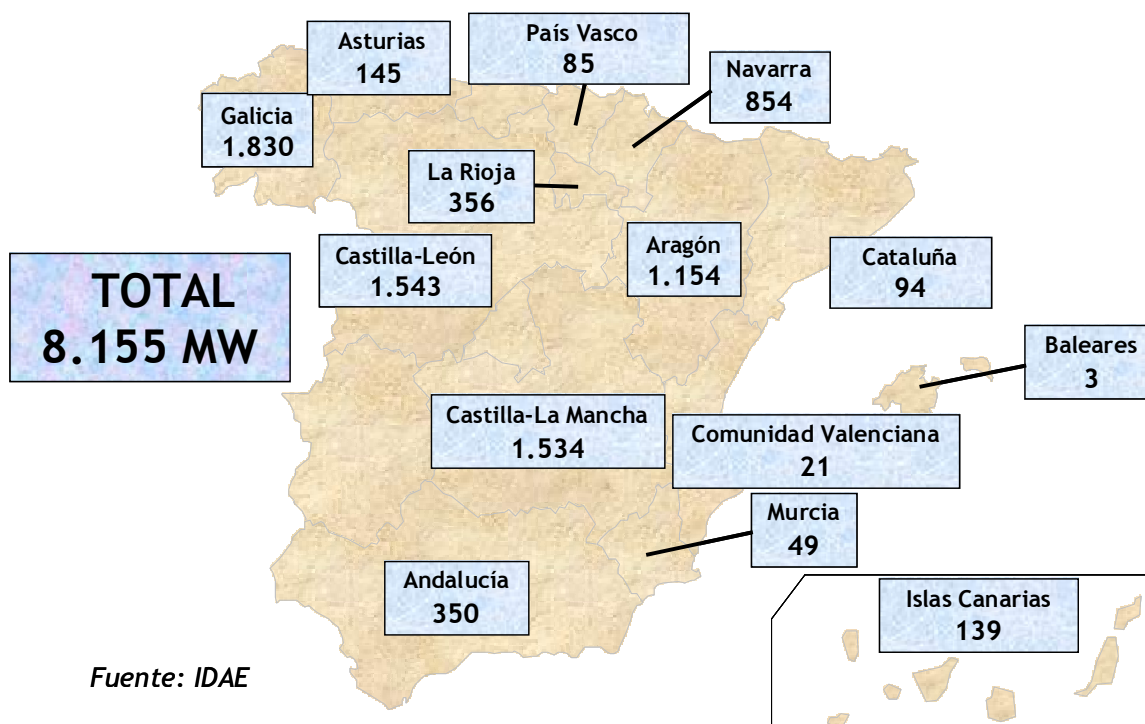 Asturias
145
País Vasco
85
Navarra
854
Galicia
1.830
La Rioja
356
Castilla-León
1.543
Aragón
1.154
Cataluña
94
TOTAL
8.155 MW
Baleares
3
Castilla-La Mancha
1.534
Comunidad Valenciana
21
Murcia
49
Andalucía
350
Islas Canarias
139
Fuente: IDAE